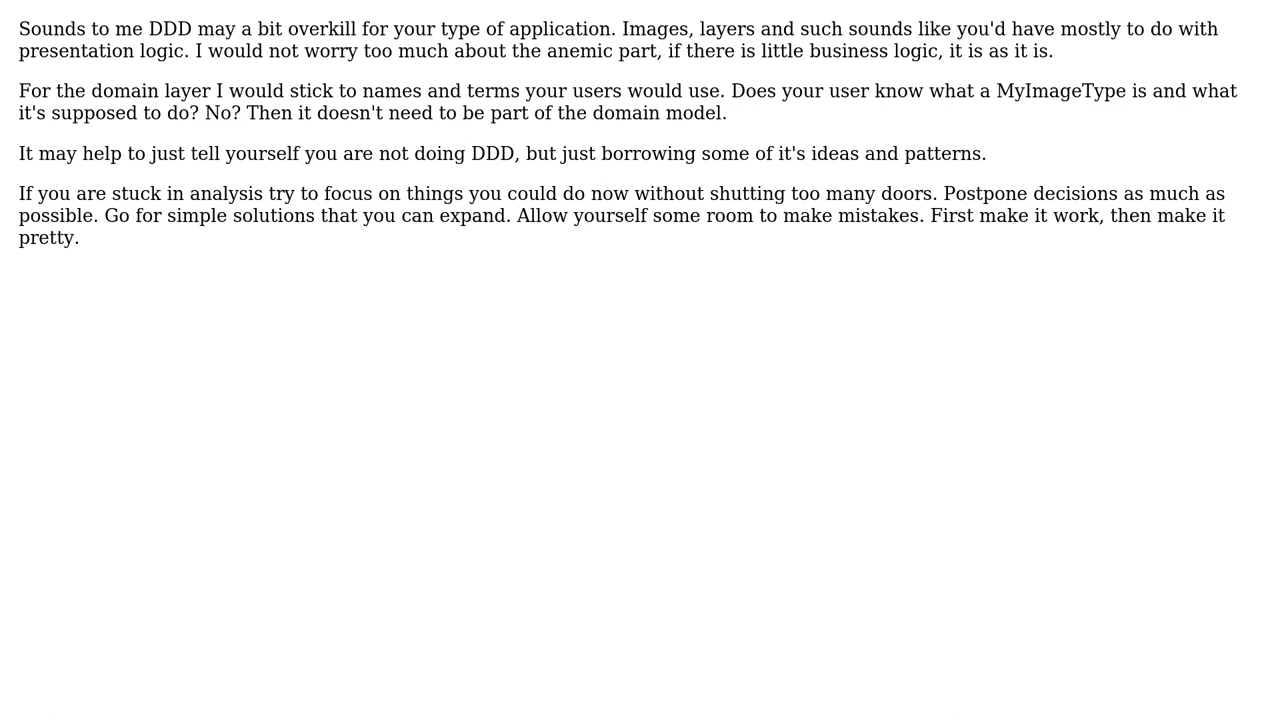 Sounds to me DDD may a bit overkill for your type of application. Images, layers and such sounds like you'd have mostly to do with
presentation logic. I would not worry too much about the anemic part, if there is little business logic, it is as it is.
For the domain layer I would stick to names and terms your users would use. Does your user know what a MyImageType is and what
it's supposed to do? No? Then it doesn't need to be part of the domain model.
It may help to just tell yourself you are not doing DDD, but just borrowing some of it's ideas and patterns.
If you are stuck in analysis try to focus on things you could do now without shutting too many doors. Postpone decisions as much as
possible. Go for simple solutions that you can expand. Allow yourself some room to make mistakes. First make it work, then make it
pretty.